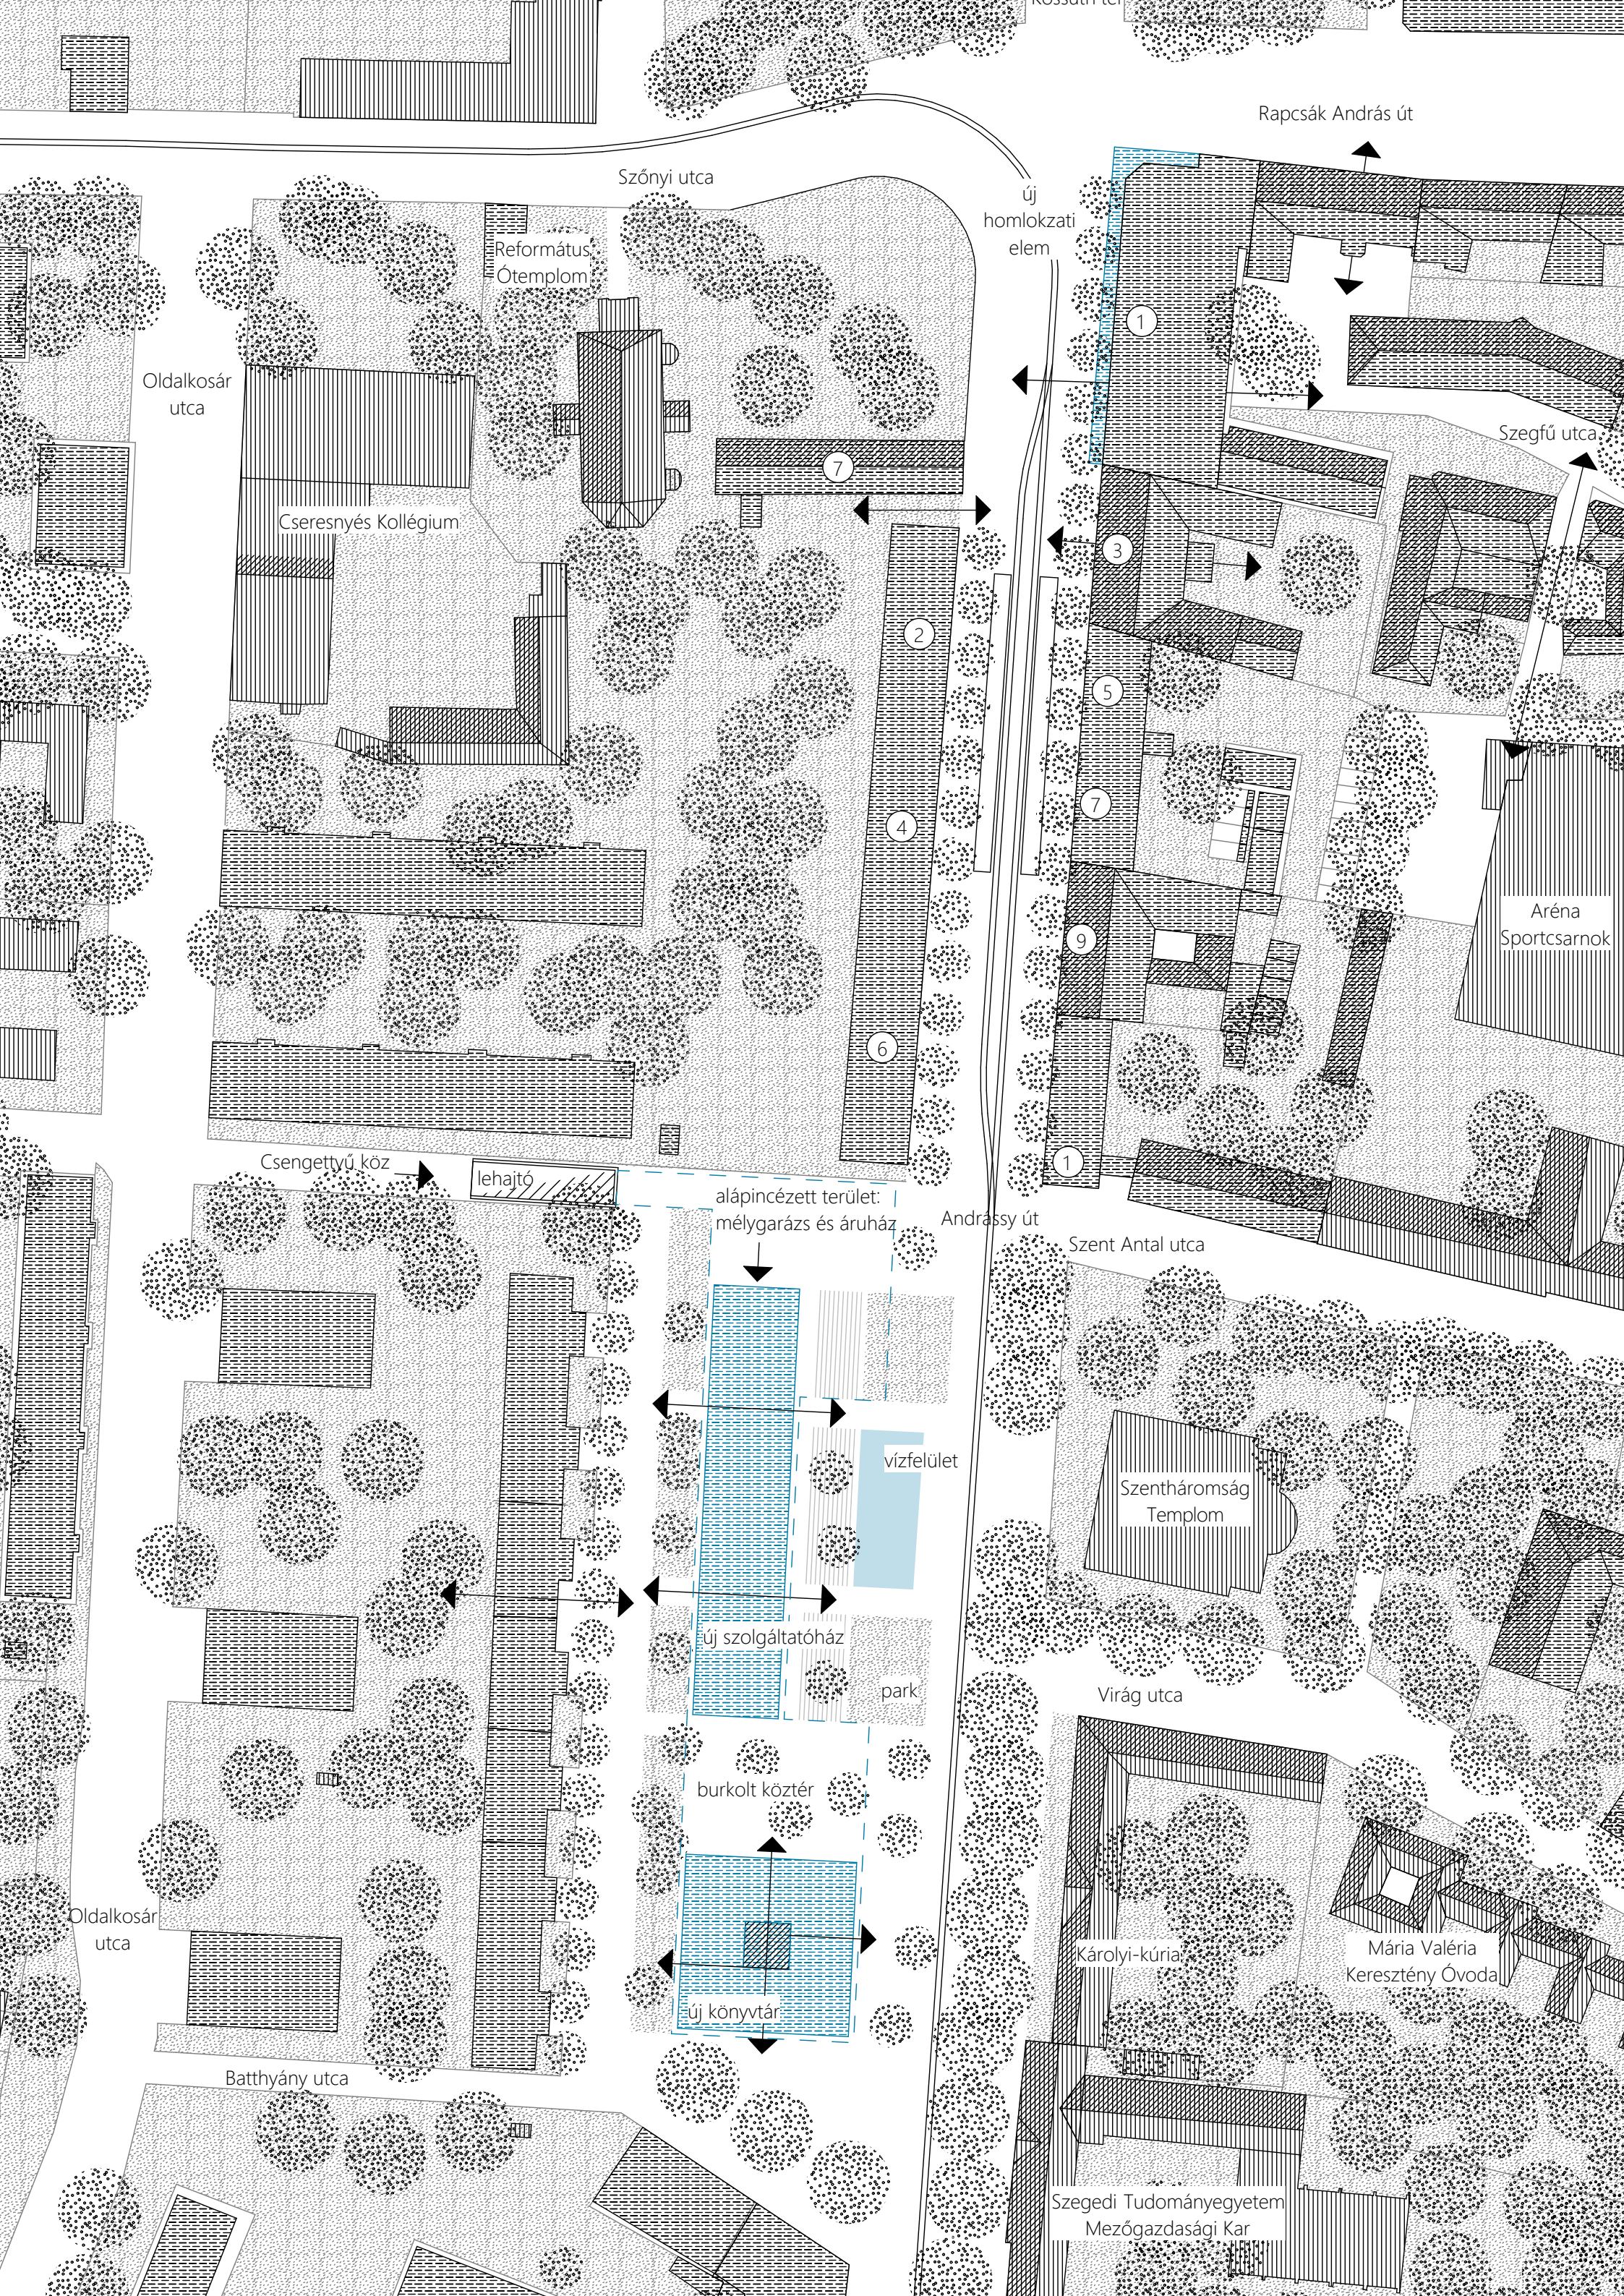 Kossuth tér
Rapcsák András út
Szőnyi utca
új
homlokzati
elem
Református
Ótemplom
1
Oldalkosár
utca
Szegfű utca
7
Cseresnyés Kollégium
3
2
5
7
4
Aréna
Sportcsarnok
9
6
Csengettyű köz
lehajtó
1
alápincézett terület:
mélygarázs és áruház
Andrássy út
Szent Antal utca
vízfelület
Szentháromság
Templom
új szolgáltatóház
park
Virág utca
burkolt köztér
Oldalkosár
utca
Károlyi-kúria
Mária Valéria
Keresztény Óvoda
új könyvtár
Batthyány utca
Szegedi Tudományegyetem
Mezőgazdasági Kar